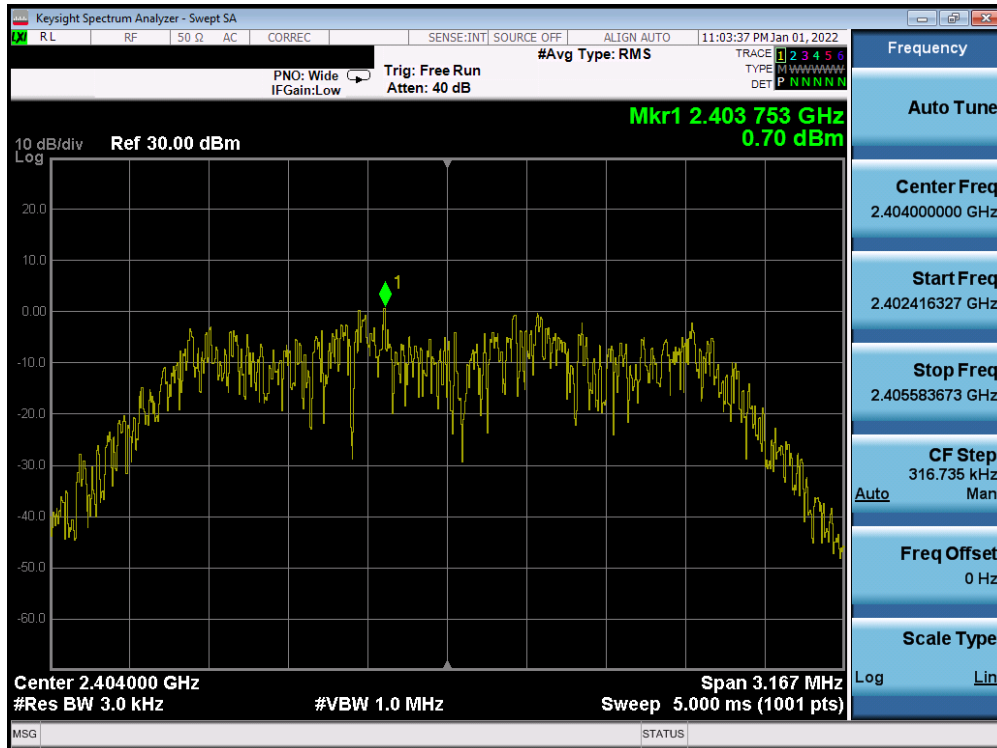 Keysight Spectrum Analyzer - Swept SA
LXI RL RF 50 Ω AC CORREC SENSE:INT SOURCE OFF ALIGN AUTO 11:03:37 PM Jan 01, 2022
#Avg Type: RMS
TRACE 1 2 3 4 5 6
PNO: Wide Trig: Free Run TYPE M W W W W W
IFGain:Low Atten: 40 dB DET P N N N N N
Mkr1 2.403 753 GHz
0.70 dBm
10 dB/div Ref 30.00 dBm
Log
1
20.0
10.0
0.00
-10.0
-20.0
-30.0
-40.0
-50.0
-60.0
Center 2.404000 GHz Span 3.167 MHz
#Res BW 3.0 kHz #VBW 1.0 MHz Sweep 5.000 ms (1001 pts)
MSG STATUS
Frequency
Auto Tune
Center Freq
2.404000000 GHz
Start Freq
2.402416327 GHz
Stop Freq
2.405583673 GHz
CF Step
316.735 kHz
Auto Man
Freq Offset
0 Hz
Scale Type
Log Lin